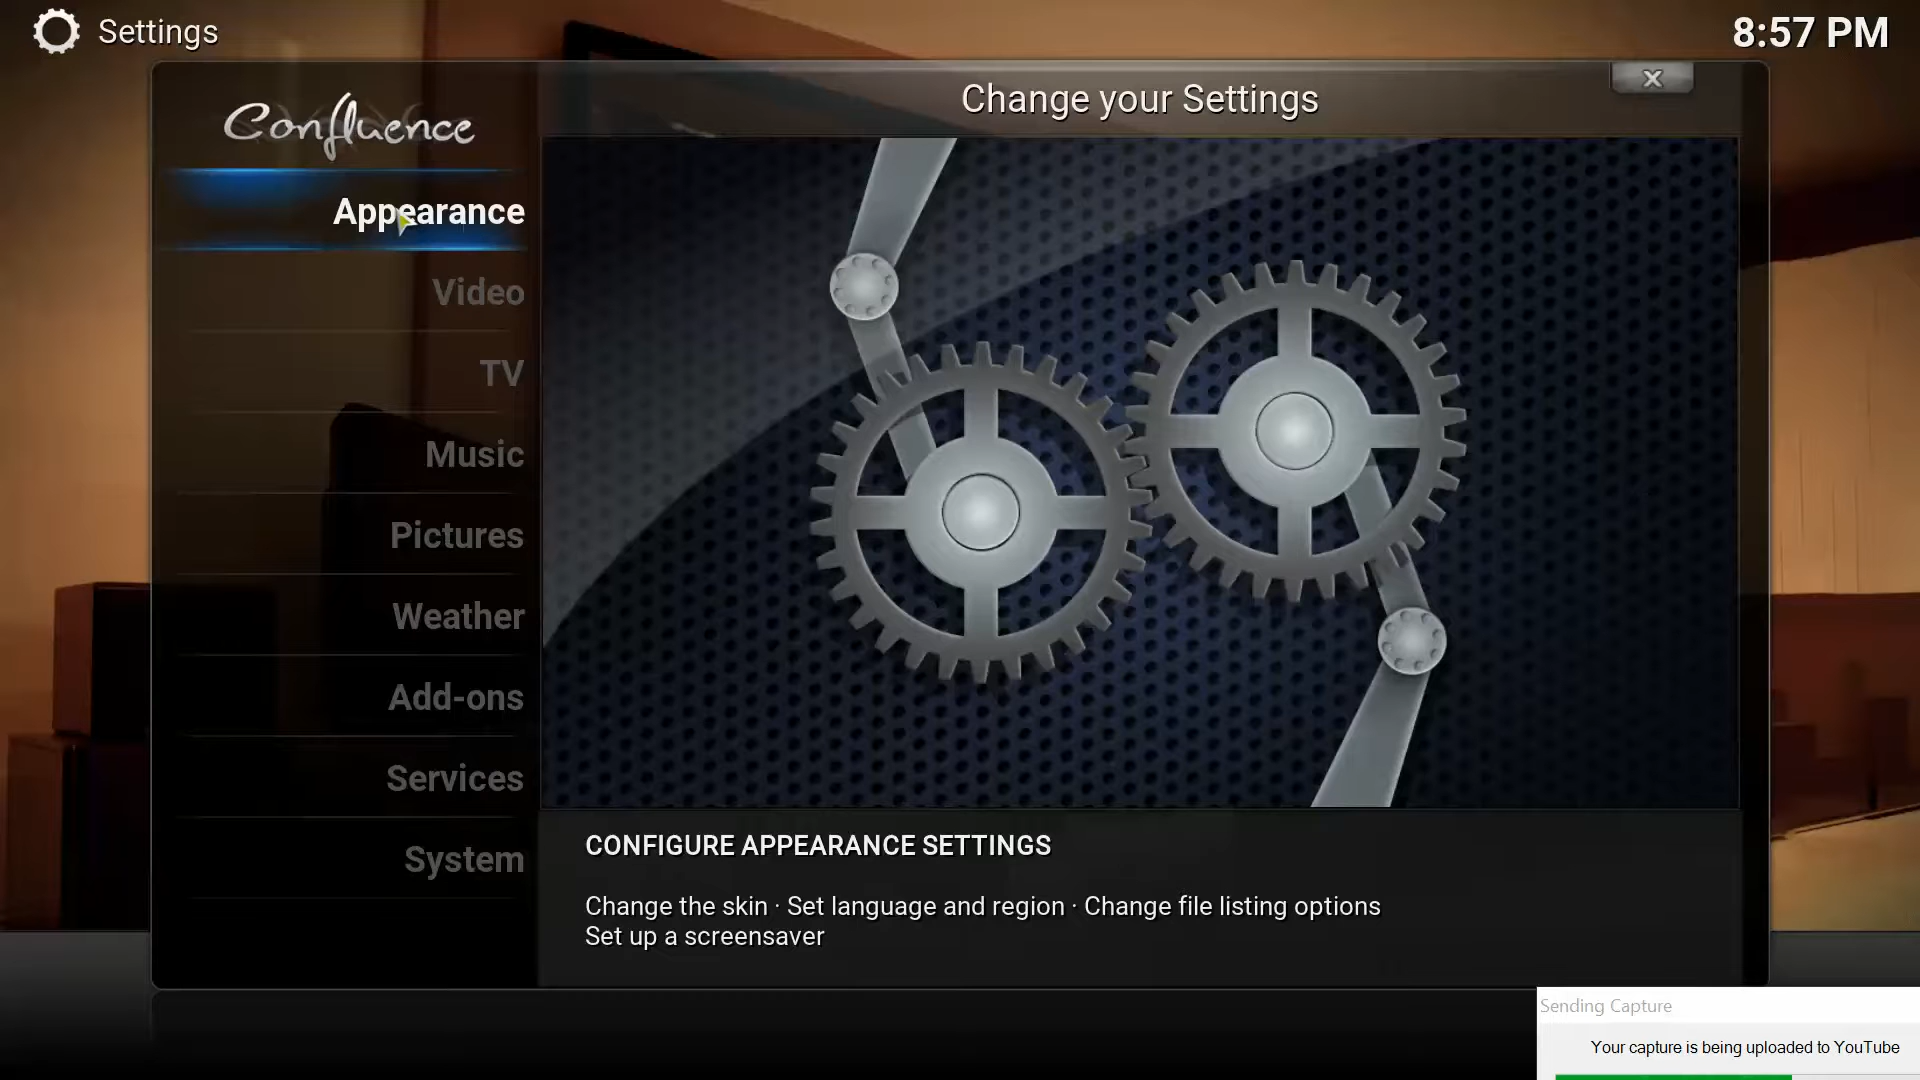 Settings
8:57 PM
Change your Settings
x
Confluence
Appearance
Video
TV
Music
Pictures
Weather
Add-ons
Services
System
CONFIGURE APPEARANCE SETTINGS
Change the skin · Set language and region · Change file listing options
Set up a screensaver
Sending Capture
Your capture is being uploaded to YouTube